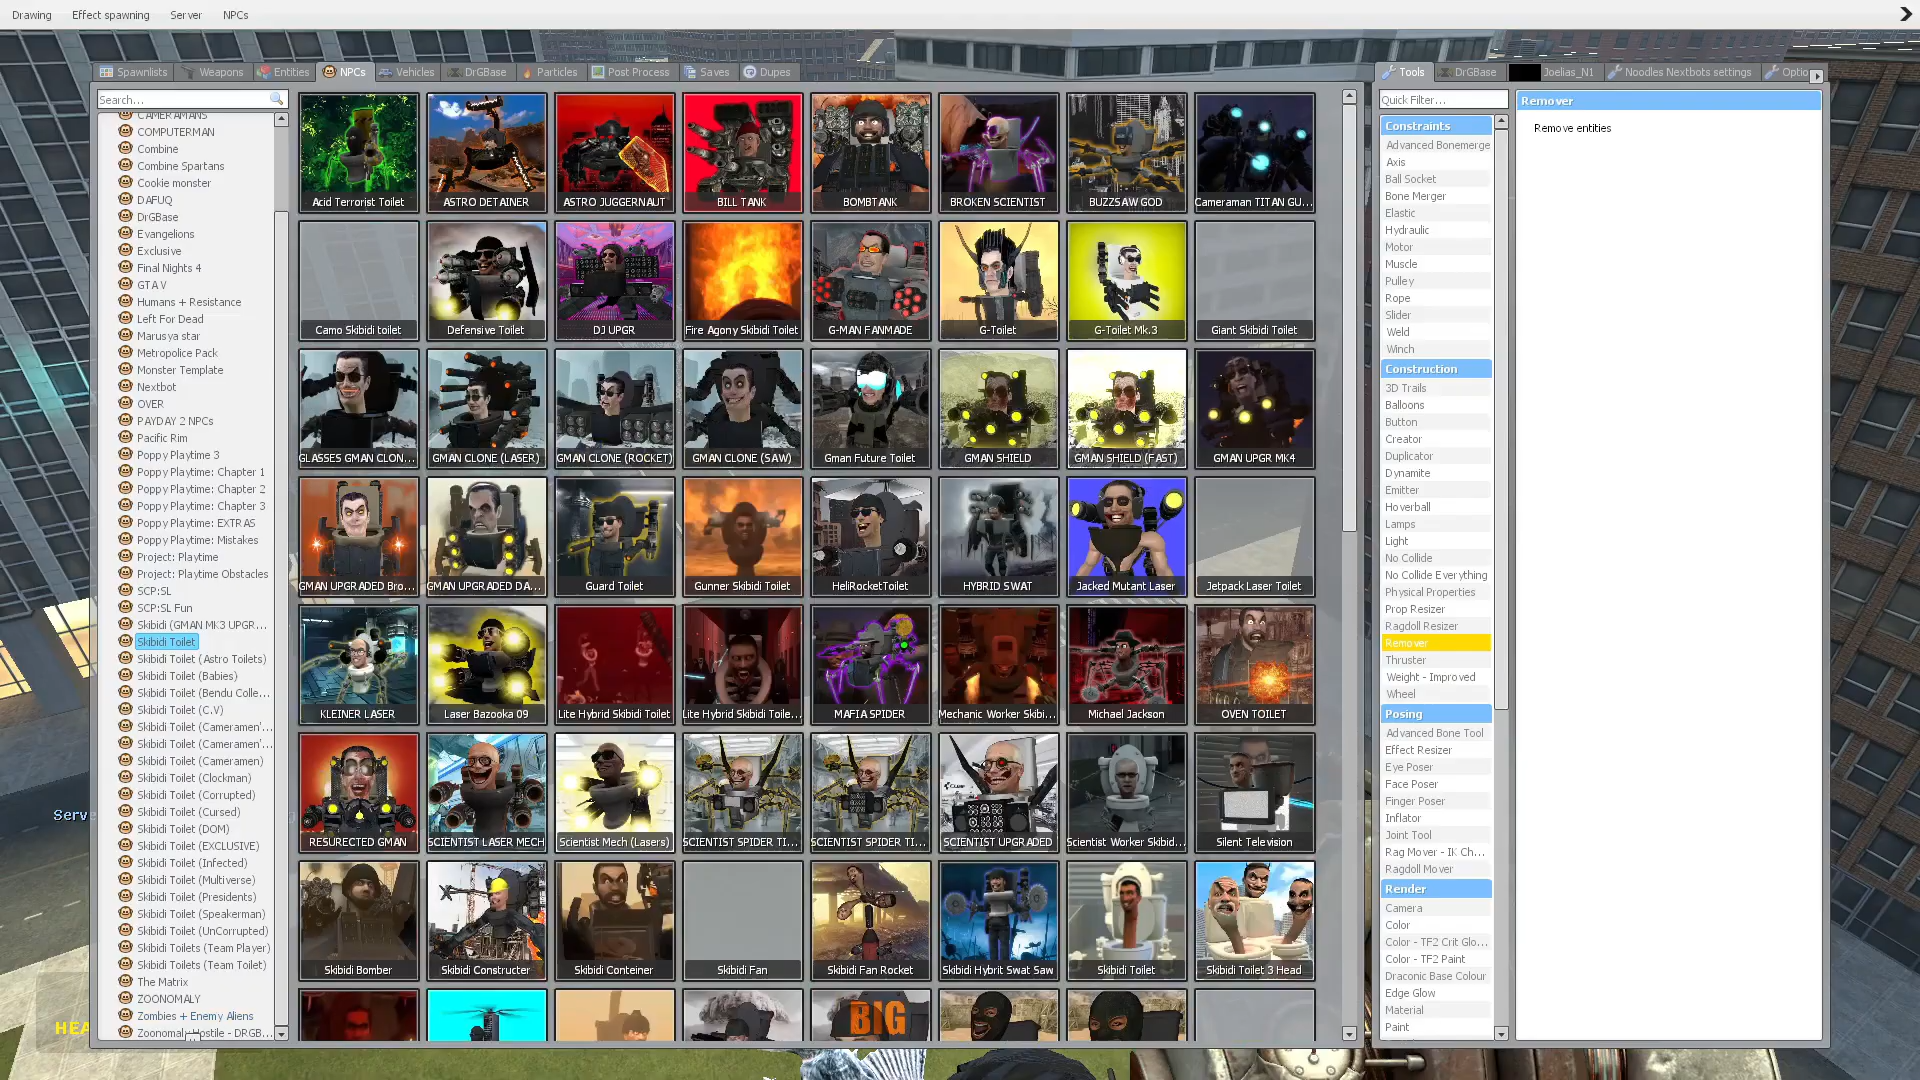 Drawing Effect spawning Server NPCs
Spawnlists Weapons Entities NPCs Vehicles DrGBase Particles Post Process Saves Dupes
Search...
CAMERAMANS
COMPUTERMAN
Combine
Combine Spartans
Cookie monster
DAFUQ
DrGBase
Evangelions
Exclusive
Final Nights 4
GTA V
Humans + Resistance
Left For Dead
Marusya star
Metropolice Pack
Monster Template
Nextbot
OVER
PAYDAY 2 NPCs
Pacific Rim
Poppy Playtime 3
Poppy Playtime: Chapter 1
Poppy Playtime: Chapter 2
Poppy Playtime: Chapter 3
Poppy Playtime: EXTRAS
Poppy Playtime: Mistakes
Project: Playtime
Project: Playtime Obstacles
SCP:SL
SCP:SL Fun
Skibidi (GMAN MK3 UPGR...
Skibidi Toilet
Skibidi Toilet (Astro Toilets)
Skibidi Toilet (Babies)
Skibidi Toilet (Bendu Colle...
Skibidi Toilet (C.V)
Skibidi Toilet (Cameramen'...
Skibidi Toilet (Cameramen'...
Skibidi Toilet (Cameramen)
Skibidi Toilet (Clockman)
Skibidi Toilet (Corrupted)
Skibidi Toilet (Cursed)
Skibidi Toilet (DOM)
Skibidi Toilet (EXCLUSIVE)
Skibidi Toilet (Infected)
Skibidi Toilet (Multiverse)
Skibidi Toilet (Presidents)
Skibidi Toilet (Speakerman)
Skibidi Toilet (UnCorrupted)
Skibidi Toilets (Team Player)
Skibidi Toilets (Team Toilet)
The Matrix
ZOONOMALY
Zombies + Enemy Aliens
Acid Terrorist Toilet ASTRO DETAINER ASTRO JUGGERNAUT BILL TANK BOMBTANK BROKEN SCIENTIST BUZZSAW GOD Cameraman TITAN GU...
Camo Skibidi toilet Defensive Toilet DJ UPGR Fire Agony Skibidi Toilet G-MAN FANMADE G-Toilet G-Toilet Mk.3 Giant Skibidi Toilet
GLASSES GMAN CLON... GMAN CLONE (LASER) GMAN CLONE (ROCKET) GMAN CLONE (SAW) Gman Future Toilet GMAN SHIELD GMAN SHIELD (FAST) GMAN UPGR MK4
GMAN UPGRADED Bro... GMAN UPGRADED DA... Guard Toilet Gunner Skibidi Toilet HeliRocketToilet HYBRID SWAT Jacked Mutant Laser Jetpack Laser Toilet
KLEINER LASER Laser Bazooka 09 Lite Hybrid Skibidi Toilet Lite Hybrid Skibidi Toile... MAFIA SPIDER Mechanic Worker Skibi... Michael Jackson OVEN TOILET
RESURECTED GMAN SCIENTIST LASER MECH Scientist Mech (Lasers) SCIENTIST SPIDER TI... SCIENTIST SPIDER TI... SCIENTIST UPGRADED Scientist Worker Skibid... Silent Television
Skibidi Bomber Skibidi Constructer Skibidi Conteiner Skibidi Fan Skibidi Fan Rocket Skibidi Hybrit Swat Saw Skibidi Toilet Skibidi Toilet 3 Head
BIG
Serve
HEA
Tools DrGBase Joelias_N1 Noodles Nextbots settings Optio
Quick Filter...
Constraints
Advanced Bonemerge
Axis
Ball Socket
Bone Merger
Elastic
Hydraulic
Motor
Muscle
Pulley
Rope
Slider
Weld
Winch
Construction
3D Trails
Balloons
Button
Creator
Duplicator
Dynamite
Emitter
Hoverball
Lamps
Light
No Collide
No Collide Everything
Physical Properties
Prop Resizer
Ragdoll Resizer
Remover
Thruster
Weight - Improved
Wheel
Posing
Advanced Bone Tool
Effect Resizer
Eye Poser
Face Poser
Finger Poser
Inflator
Joint Tool
Rag Mover - IK Ch...
Ragdoll Mover
Render
Camera
Color
Color - TF2 Crit Glo...
Color - TF2 Paint
Draconic Base Colour
Edge Glow
Material
Paint
Remover
Remove entities